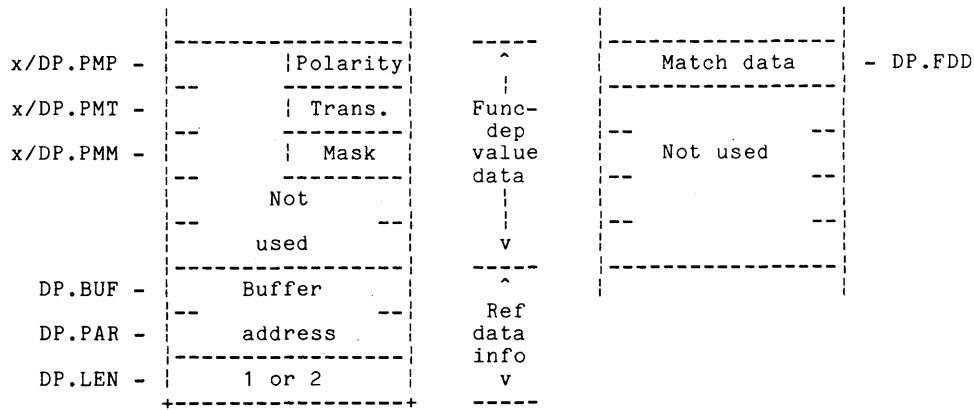 x/DP.PMP - Polarity Match data - DP.FDD
x/DP.PMT - Trans. Func-
dep
x/DP.PMM - Mask value Not used
data
Not
used
DP.BUF - Buffer
Ref
DP.PAR - address data
info
DP.LEN - 1 or 2